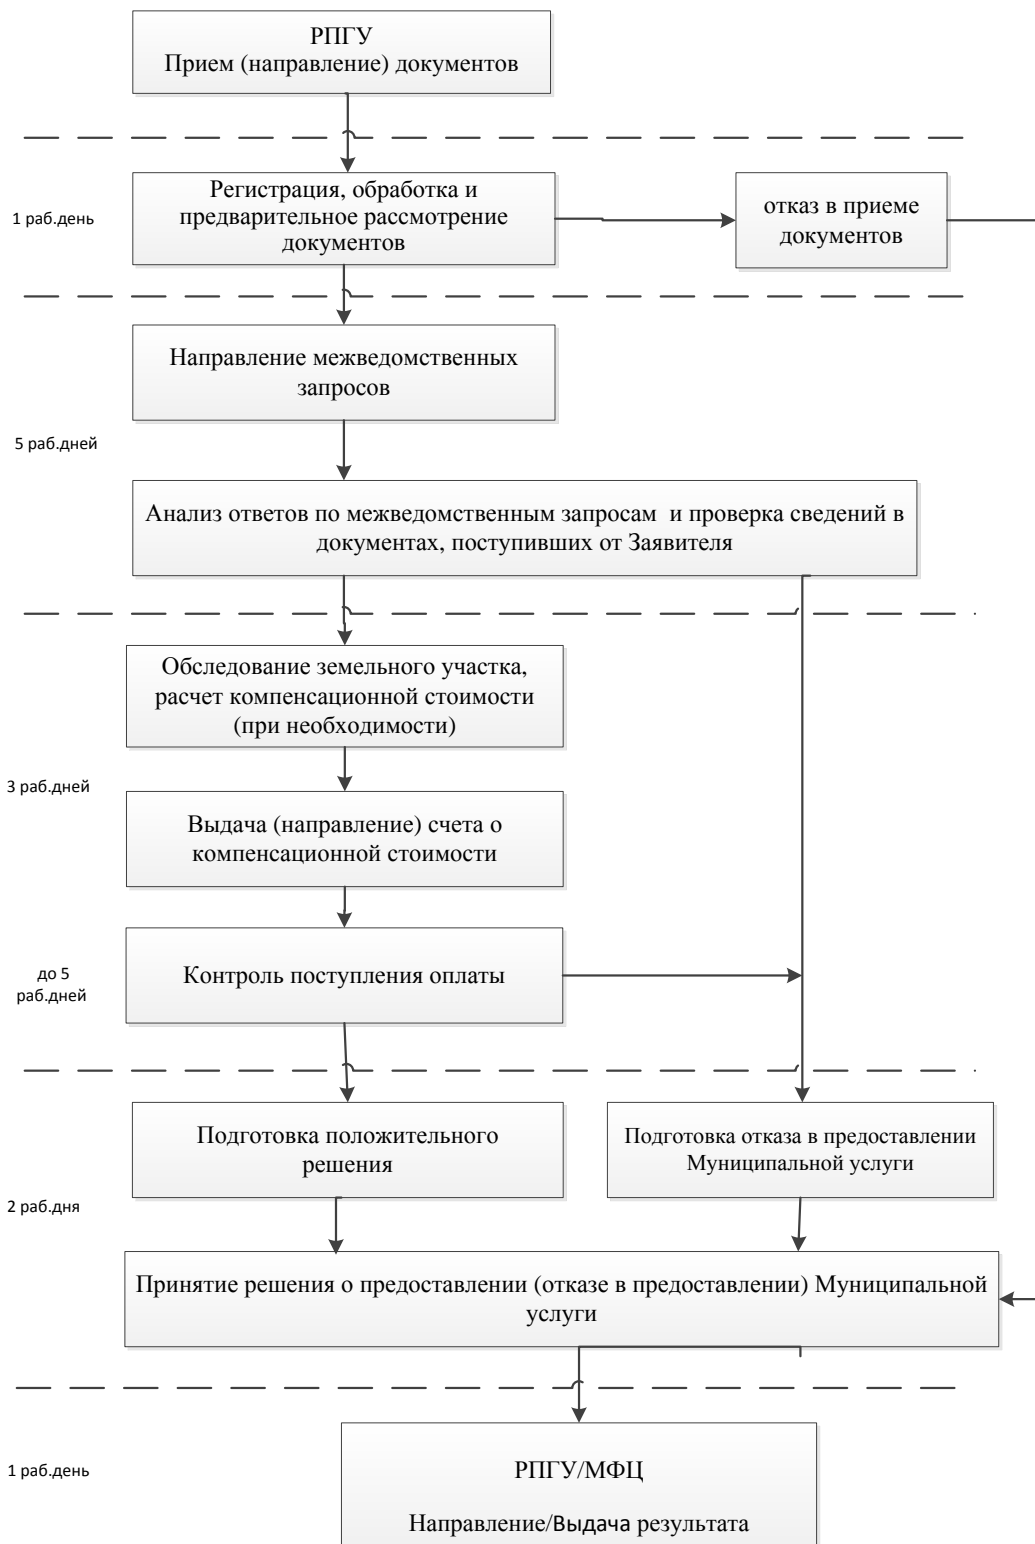 РПГУ
Прием (направление) документов
1 раб.день
Регистрация, обработка и
предварительное рассмотрение
документов
отказ в приеме
документов
Направление межведомственных
запросов
5 раб.дней
Анализ ответов по межведомственным запросам и проверка сведений в
документах, поступивших от Заявителя
Обследование земельного участка,
расчет компенсационной стоимости
(при необходимости)
3 раб.дней
Выдача (направление) счета о
компенсационной стоимости
до 5
раб.дней
Контроль поступления оплаты
Подготовка положительного
решения
Подготовка отказа в предоставлении
Муниципальной услуги
2 раб.дня
Принятие решения о предоставлении (отказе в предоставлении) Муниципальной
услуги
1 раб.день
РПГУ/МФЦ
Направление/Выдача результата